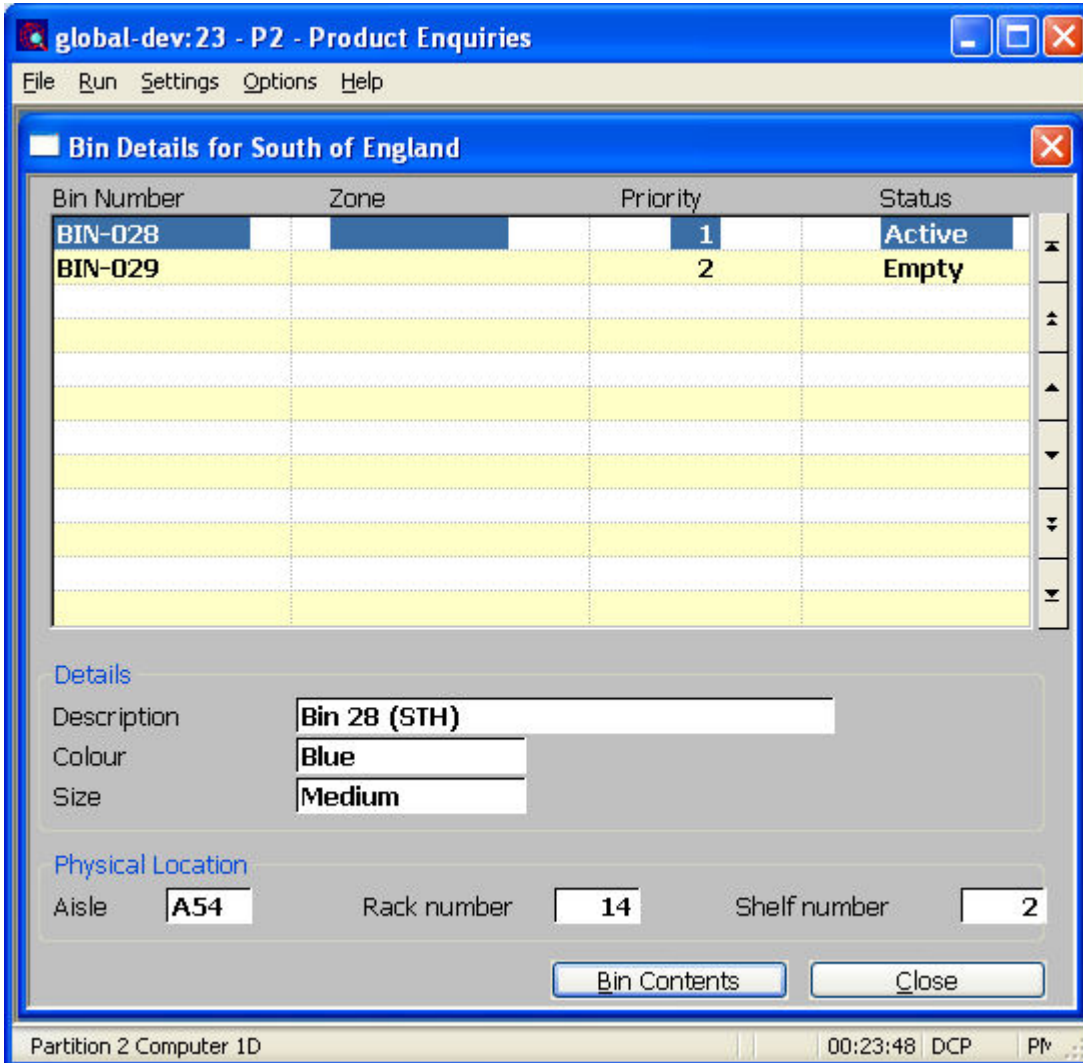 global-dev:23 - P2 - Product Enquiries
File Run Settings Options Help
Bin Details for South of England
Bin Number Zone Priority Status
BIN-028 1 Active
BIN-029 2 Empty
Details
Description Bin 28 (STH)
Colour Blue
Size Medium
Physical Location
Aisle A54 Rack number 14 Shelf number 2
Bin Contents Close
Partition 2 Computer 1D 00:23:48 DCP